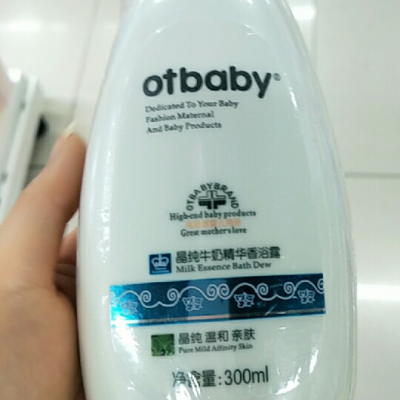 otbaby®
Dedicated To Your Baby
Fashion Maternal
And Baby Products
OTBABYBRAND
High-end baby products
Great mother's love
晶纯牛奶精华香浴露
Milk Essence Bath Dew
晶纯 温和 亲肤
Pure Mild Affinity Skin
净含量:300ml